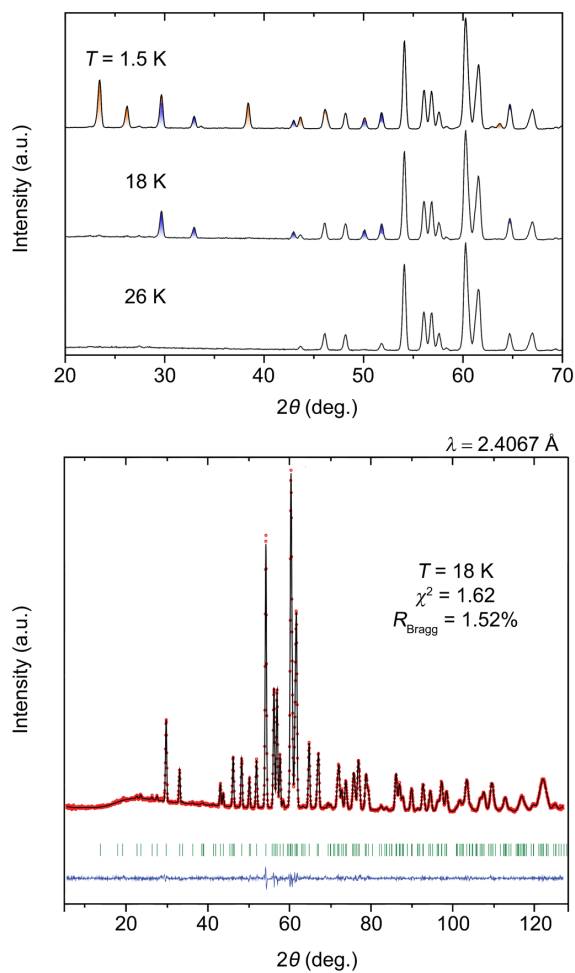 T = 1.5 K
18 K
26 K
Intensity (a.u.)
Intensity (a.u.)
20 30 40 50 60 70
2θ (deg.)
λ = 2.4067 Å
T = 18 K
χ² = 1.62
R_Bragg = 1.52%
Intensity (a.u.)
20 40 60 80 100 120
2θ (deg.)